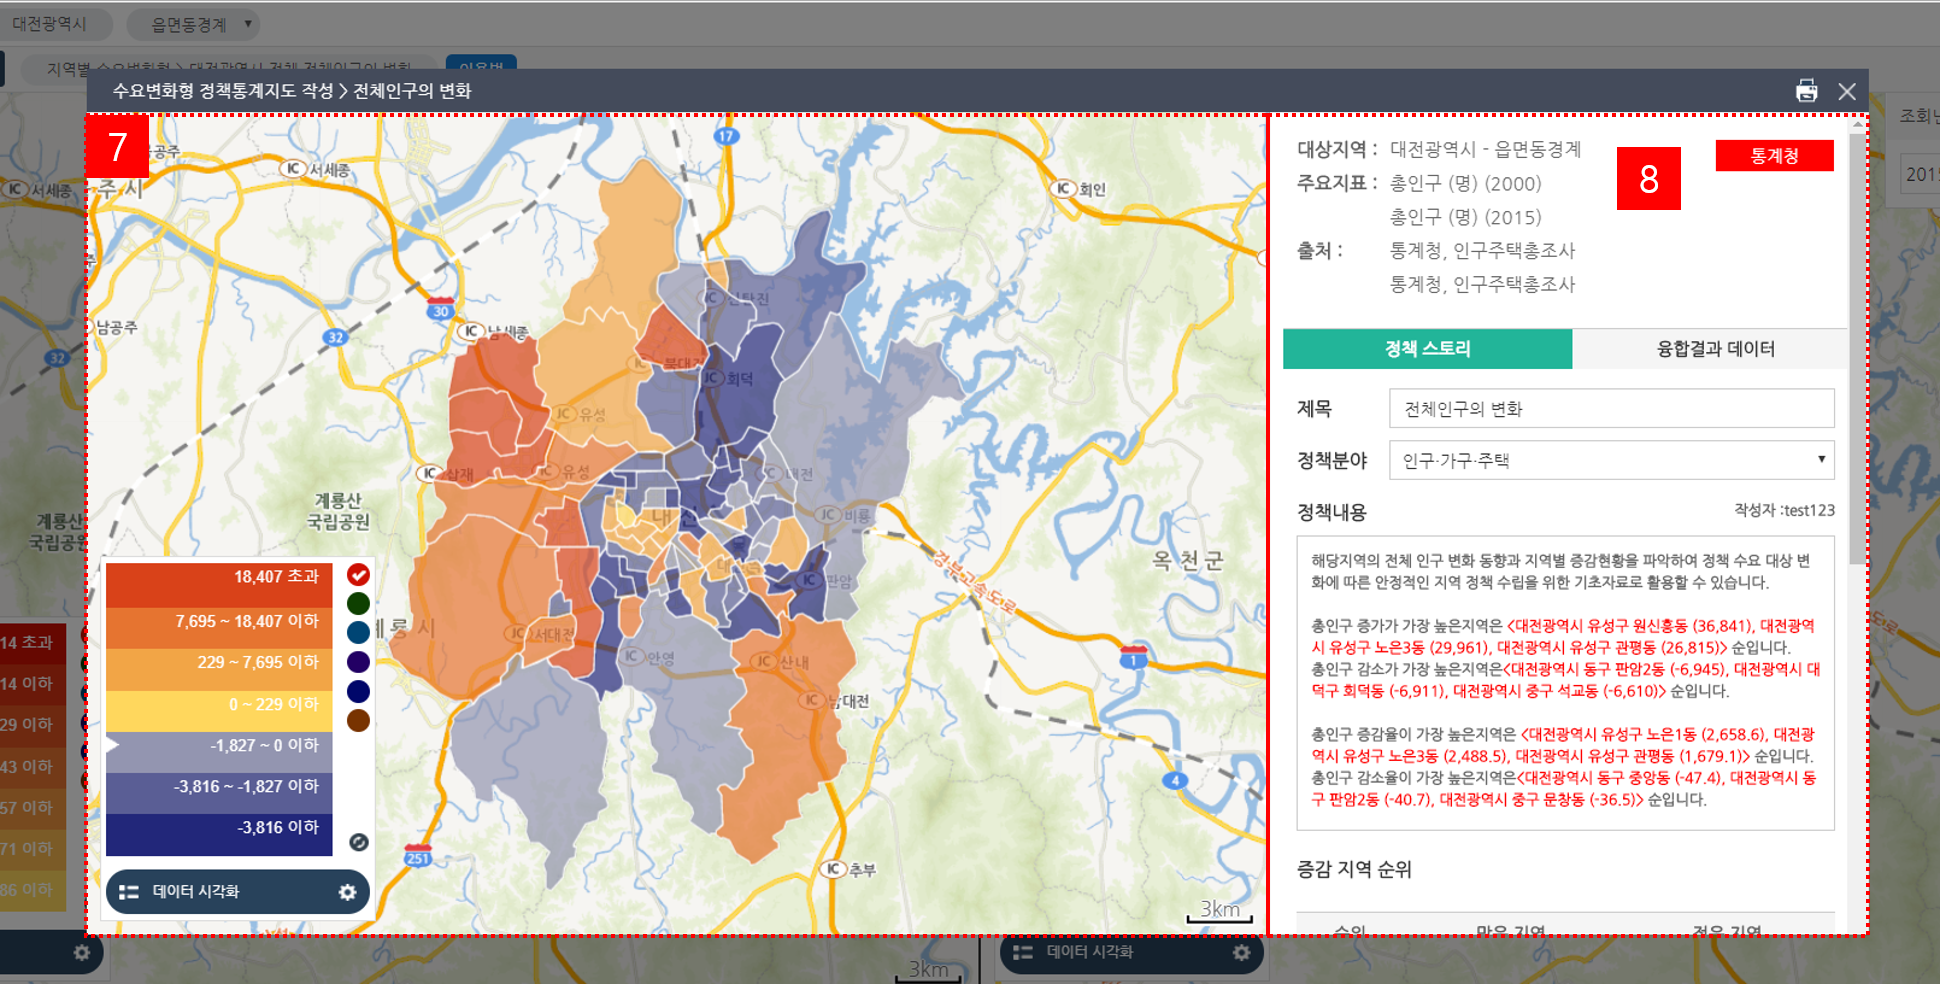 대전광역시
읍면동경계 ▼
수요변화형 정책통계지도 작성 > 전체인구의 변화
7
8
대상지역 : 대전광역시 - 읍면동경계
통계청
주요지표 : 총인구 (명) (2000)
총인구 (명) (2015)
출처 : 통계청, 인구주택총조사
통계청, 인구주택총조사
정책 스토리
융합결과 데이터
제목 전체인구의 변화
정책분야 인구·가구·주택 ▼
정책내용
작성자 :test123
해당지역의 전체 인구 변화 동향과 지역별 증감현황을 파악하여 정책 수요 대상 변
화에 따른 안정적인 지역 정책 수립을 위한 기초자료로 활용할 수 있습니다.
총인구 증가가 가장 높은지역은 <대전광역시 유성구 원신흥동 (36,841), 대전광역
시 유성구 노은3동 (29,961), 대전광역시 유성구 관평동 (26,815)> 순입니다.
총인구 감소가 가장 높은지역은<대전광역시 동구 판암2동 (-6,945), 대전광역시 대
덕구 회덕동 (-6,911), 대전광역시 중구 석교동 (-6,610)> 순입니다.
총인구 증감율이 가장 높은지역은 <대전광역시 유성구 노은1동 (2,658.6), 대전광
역시 유성구 노은3동 (2,488.5), 대전광역시 유성구 관평동 (1,679.1)> 순입니다.
총인구 감소율이 가장 높은지역은<대전광역시 동구 중앙동 (-47.4), 대전광역시 동
구 판암2동 (-40.7), 대전광역시 중구 문창동 (-36.5)> 순입니다.
증감 지역 순위
17
IC 서세종
IC 서세종
주시
IC 회인
30
32
32
남공주
IC 남세종
JC 회덕
JC 유성
IC 유성
IC
계룡산
국립공원
계룡산
JC 비룡
IC 판암
경부고속도로
옥천군
계룡시
JC 서대전
IC 안영
JC 산내
IC 남대전
1
4
251
IC 추부
3km
18,407 초과
7,695 ~ 18,407 이하
229 ~ 7,695 이하
0 ~ 229 이하
-1,827 ~ 0 이하
-3,816 ~ -1,827 이하
-3,816 이하
데이터 시각화
14 초과
14 이하
29 이하
43 이하
57 이하
71 이하
86 이하
3km
데이터 시각화